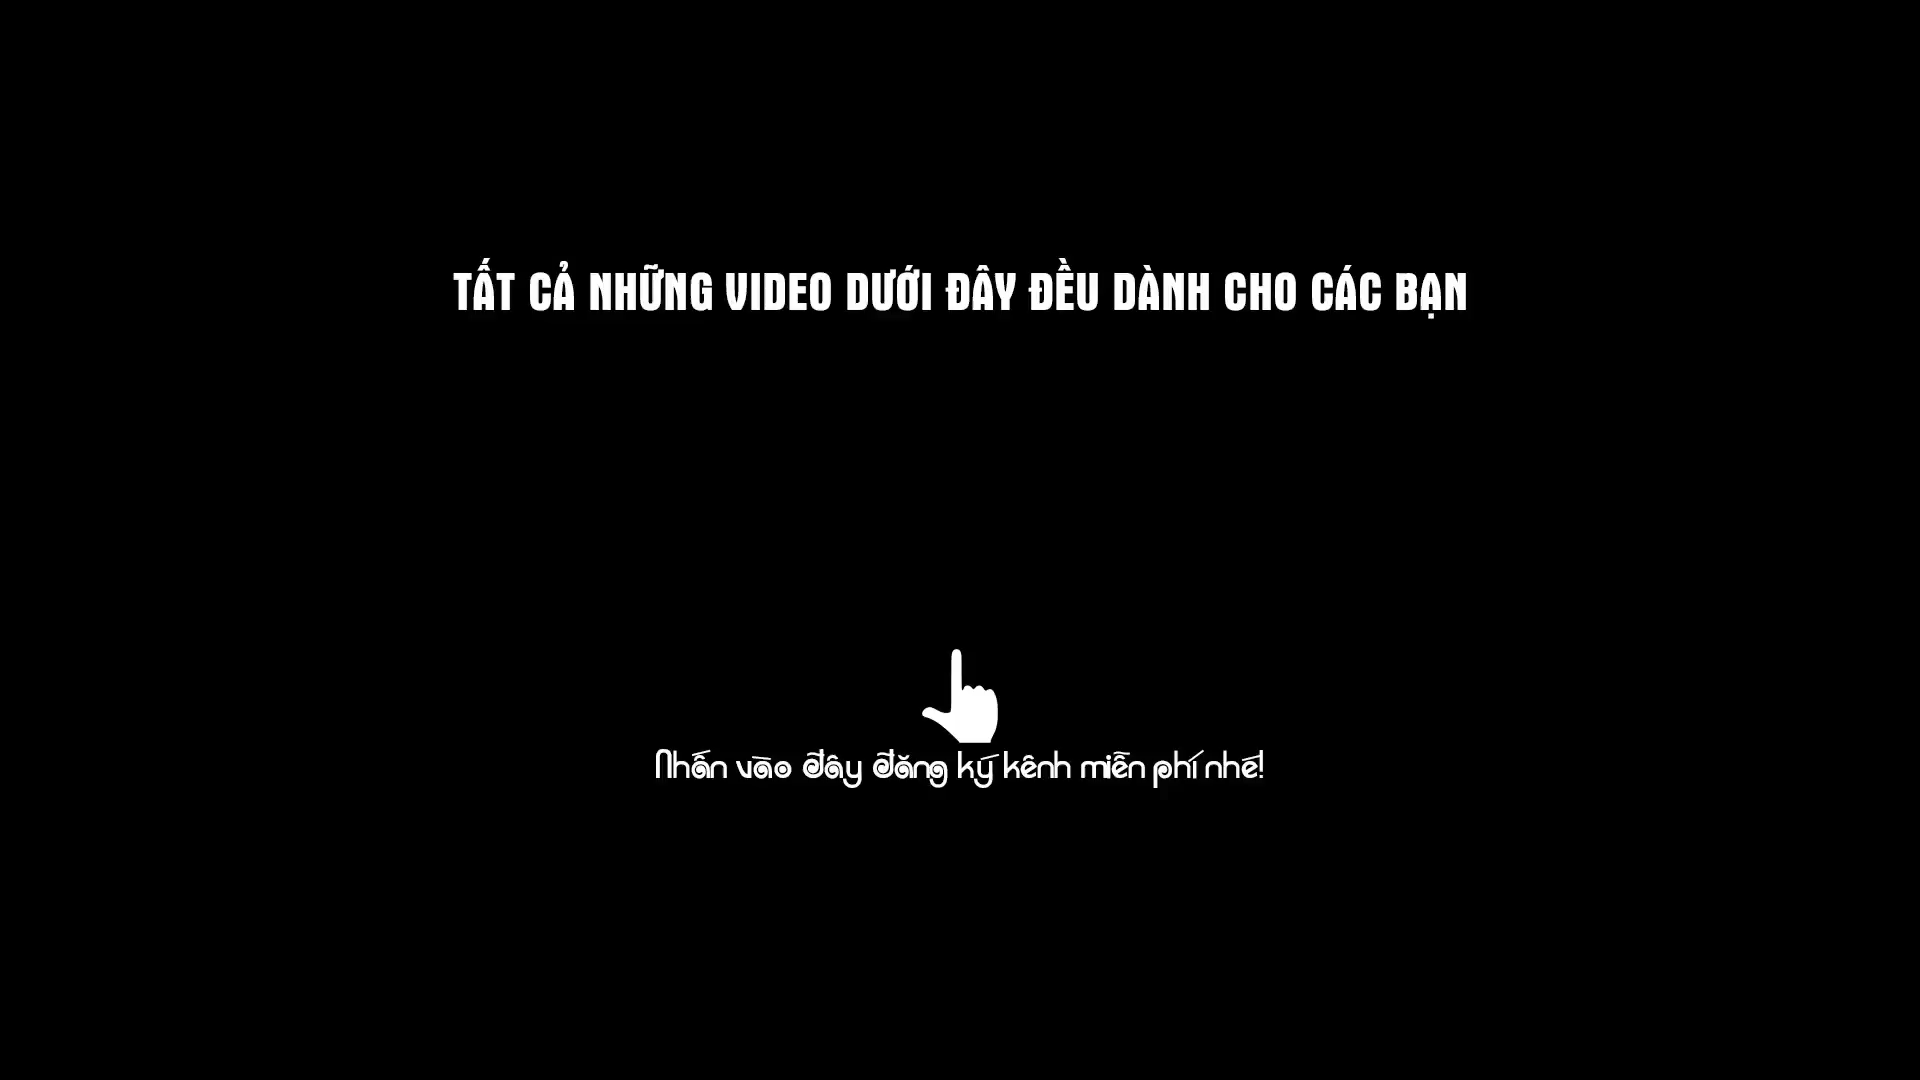 TẤT CẢ NHỮNG VIDEO DƯỚI ĐÂY ĐỀU DÀNH CHO CÁC BẠN
Nhấn vào đây đăng ký kênh miễn phí nhé!